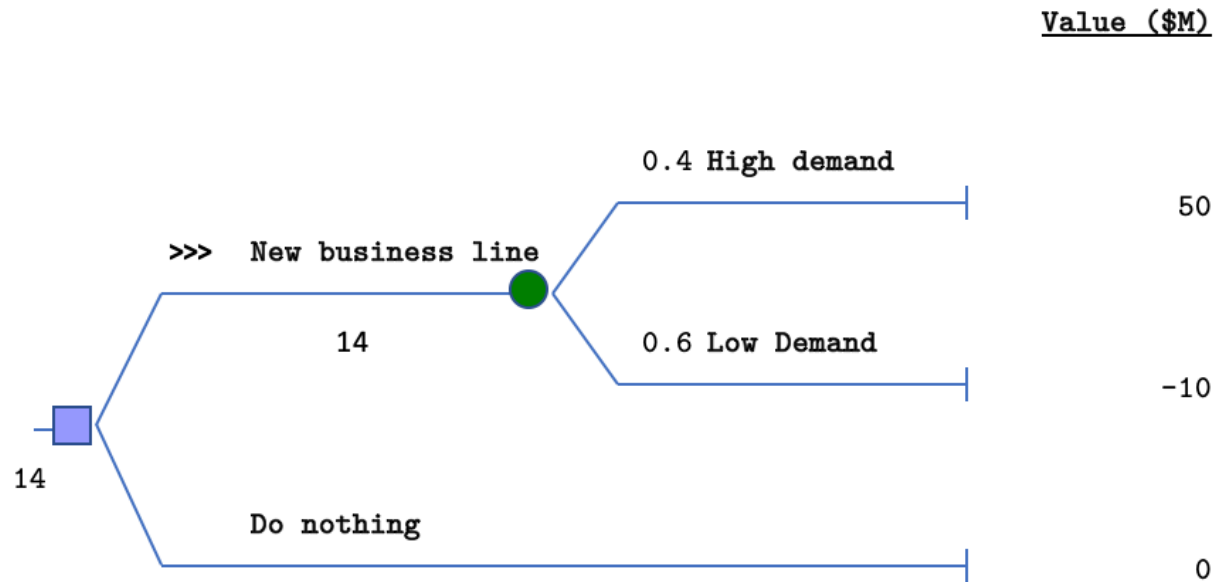 Value ($M)
0.4 High demand
50
>>> New business line
14
0.6 Low Demand
-10
14
Do nothing
0